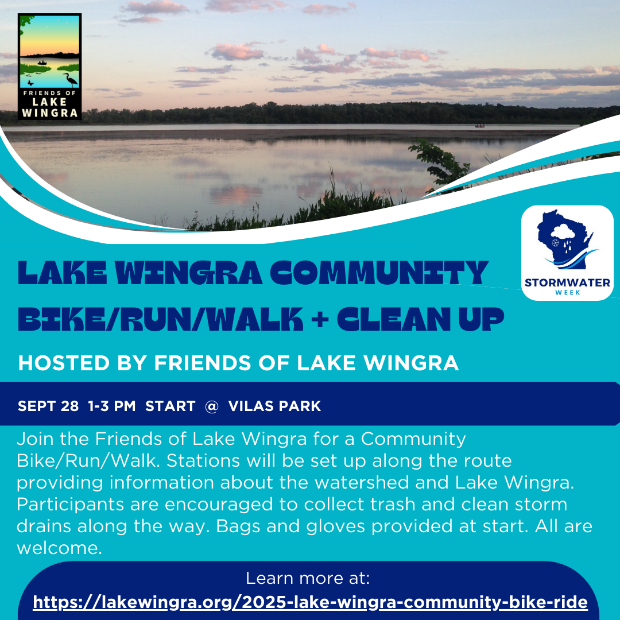 FRIENDS OF
LAKE
WINGRA
STORMWATER
WEEK
LAKE WINGRA COMMUNITY
BIKE/RUN/WALK + CLEAN UP
HOSTED BY FRIENDS OF LAKE WINGRA
SEPT 28 1-3 PM START @ VILAS PARK
Join the Friends of Lake Wingra for a Community
Bike/Run/Walk. Stations will be set up along the route
providing information about the watershed and Lake Wingra.
Participants are encouraged to collect trash and clean storm
drains along the way. Bags and gloves provided at start. All are
welcome.
Learn more at:
https://lakewingra.org/2025-lake-wingra-community-bike-ride